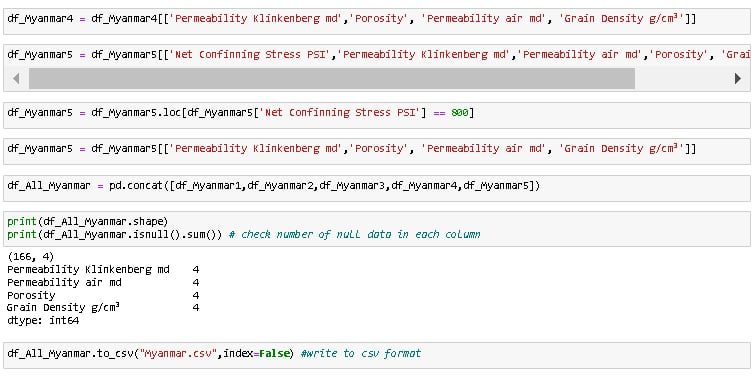 df_Myanmar4 = df_Myanmar4[['Permeability Klinkenberg md','Porosity', 'Permeability air md', 'Grain Density g/cm³']]
df_Myanmar5 = df_Myanmar5[['Net Confinning Stress PSI','Permeability Klinkenberg md','Permeability air md','Porosity', 'Grai
df_Myanmar5 = df_Myanmar5.loc[df_Myanmar5['Net Confinning Stress PSI'] == 800]
df_Myanmar5 = df_Myanmar5[['Permeability Klinkenberg md','Porosity', 'Permeability air md', 'Grain Density g/cm³']]
df_All_Myanmar = pd.concat([df_Myanmar1,df_Myanmar2,df_Myanmar3,df_Myanmar4,df_Myanmar5])
print(df_All_Myanmar.shape)
print(df_All_Myanmar.isnull().sum()) # check number of null data in each column
(166, 4)
Permeability Klinkenberg md    4
Permeability air md            4
Porosity                       4
Grain Density g/cm³            4
dtype: int64
df_All_Myanmar.to_csv("Myanmar.csv",index=False) #write to csv format